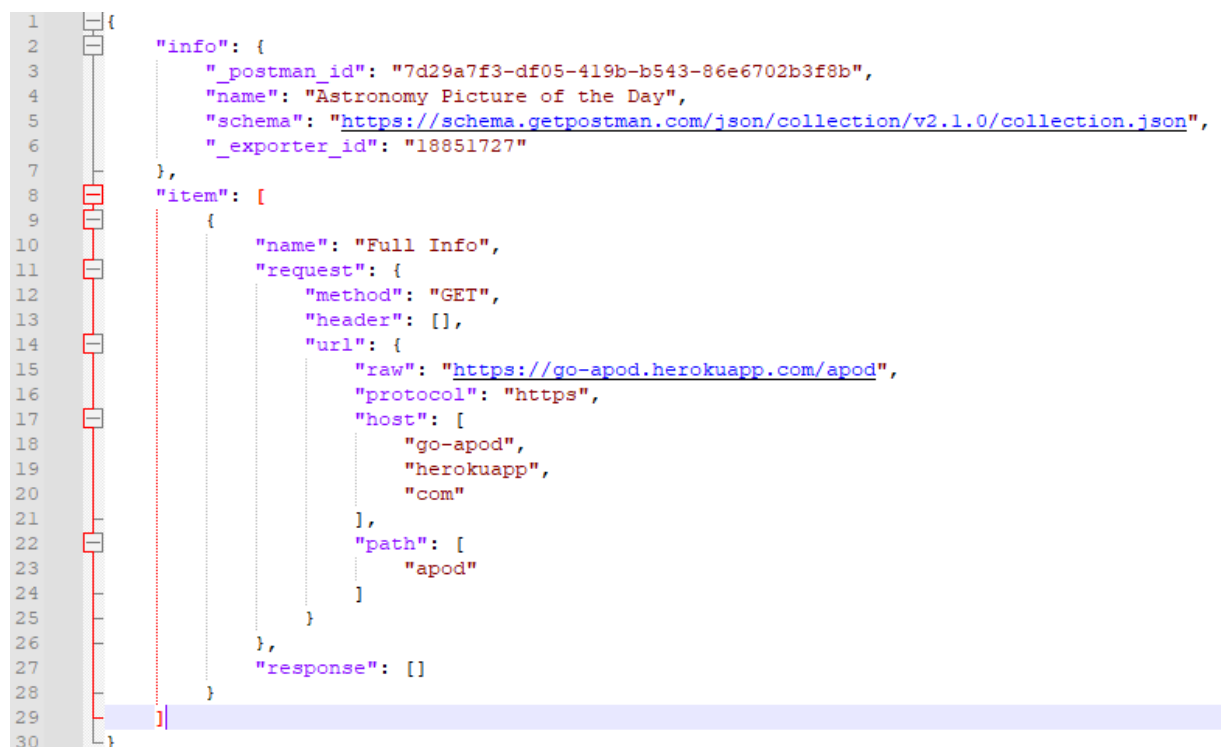 1 {
2 "info": {
3 "_postman_id": "7d29a7f3-df05-419b-b543-86e6702b3f8b",
4 "name": "Astronomy Picture of the Day",
5 "schema": "https://schema.getpostman.com/json/collection/v2.1.0/collection.json",
6 "_exporter_id": "18851727"
7 },
8 "item": [
9 {
10 "name": "Full Info",
11 "request": {
12 "method": "GET",
13 "header": [],
14 "url": {
15 "raw": "https://go-apod.herokuapp.com/apod",
16 "protocol": "https",
17 "host": [
18 "go-apod",
19 "herokuapp",
20 "com"
21 ],
22 "path": [
23 "apod"
24 ]
25 }
26 },
27 "response": []
28 }
29 ]
30 }